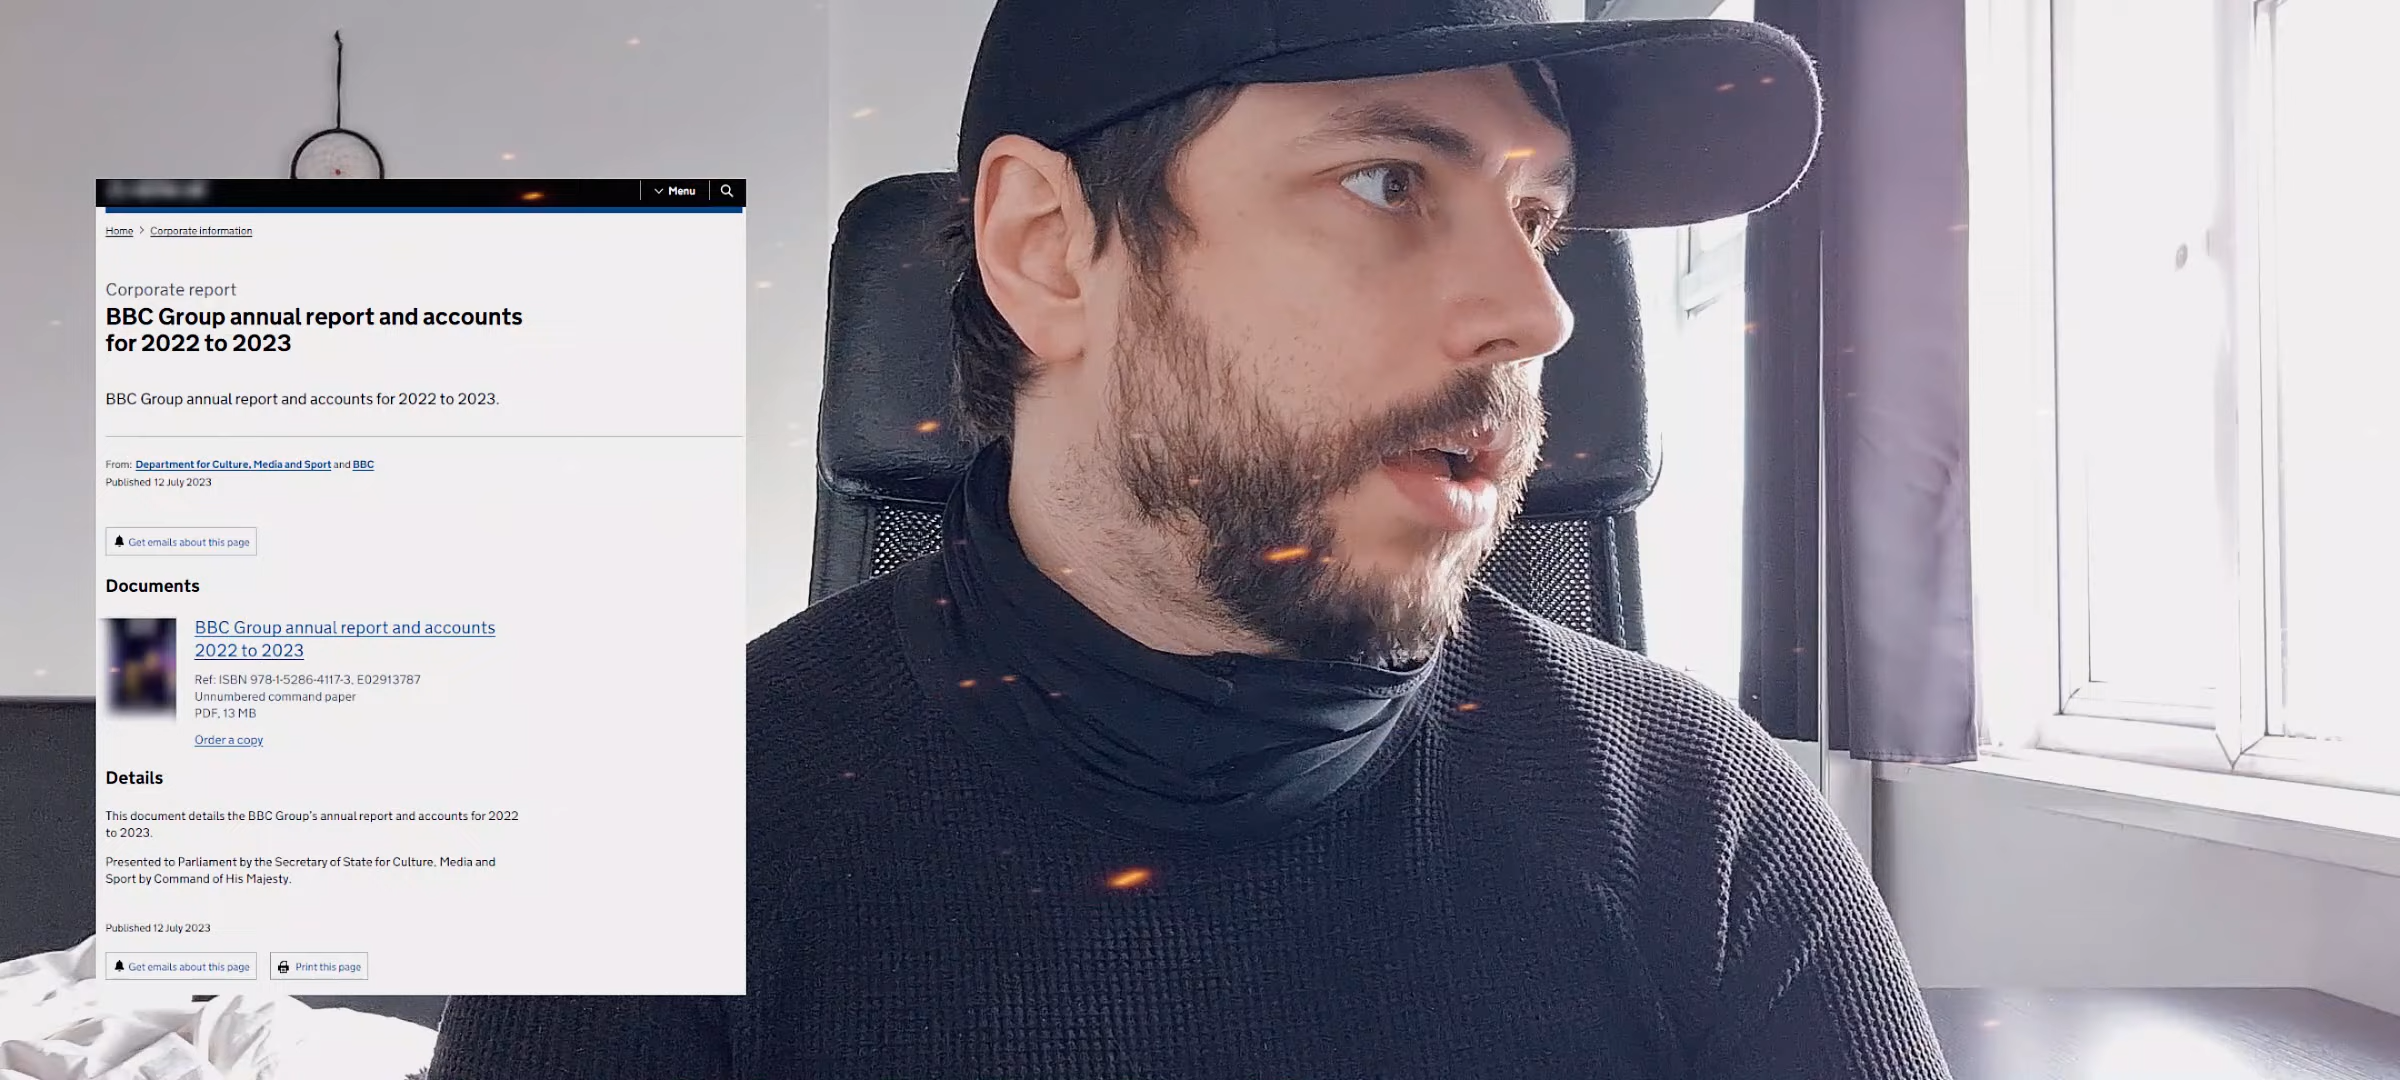 Menu
Home > Corporate information
Corporate report
BBC Group annual report and accounts
for 2022 to 2023
BBC Group annual report and accounts for 2022 to 2023.
From: Department for Culture, Media and Sport and BBC
Published 12 July 2023
Get emails about this page
Documents
BBC Group annual report and accounts
2022 to 2023
Ref: ISBN 978-1-5286-4117-3, E02913787
Unnumbered command paper
PDF, 13 MB
Order a copy
Details
This document details the BBC Group's annual report and accounts for 2022
to 2023.
Presented to Parliament by the Secretary of State for Culture, Media and
Sport by Command of His Majesty.
Published 12 July 2023
Get emails about this page Print this page